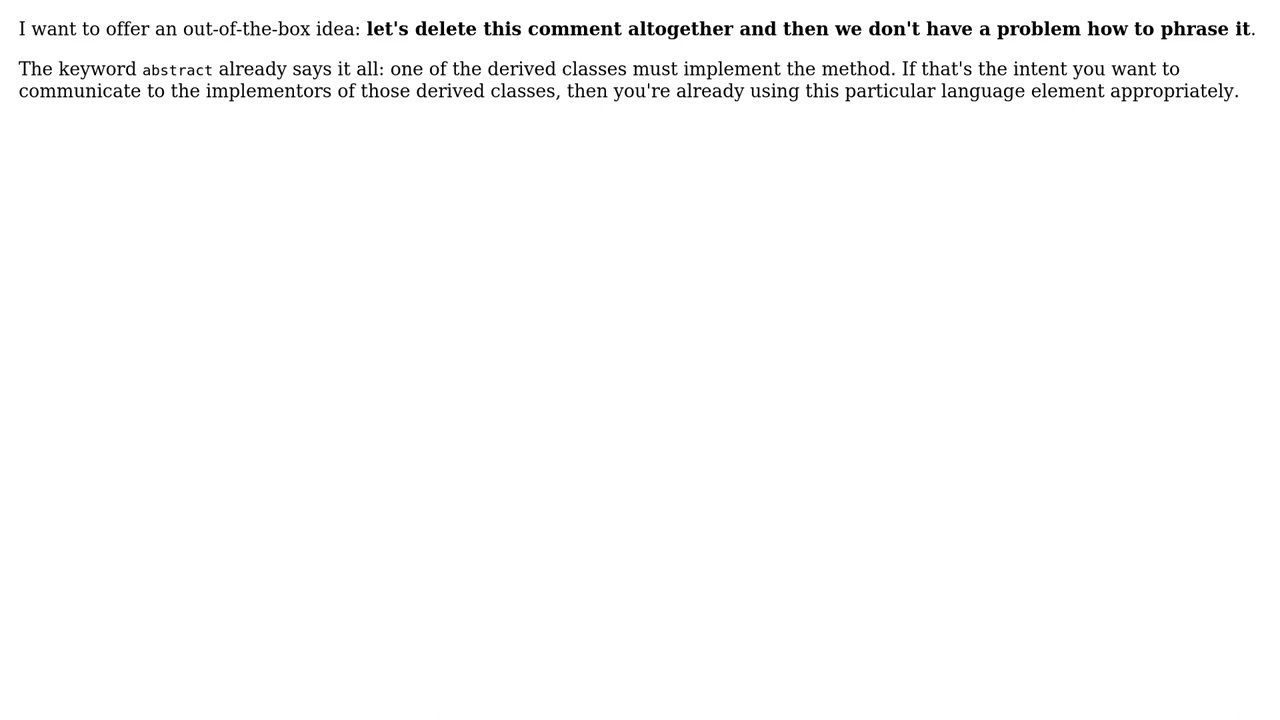 I want to offer an out-of-the-box idea: let's delete this comment altogether and then we don't have a problem how to phrase it.
The keyword abstract already says it all: one of the derived classes must implement the method. If that's the intent you want to
communicate to the implementors of those derived classes, then you're already using this particular language element appropriately.